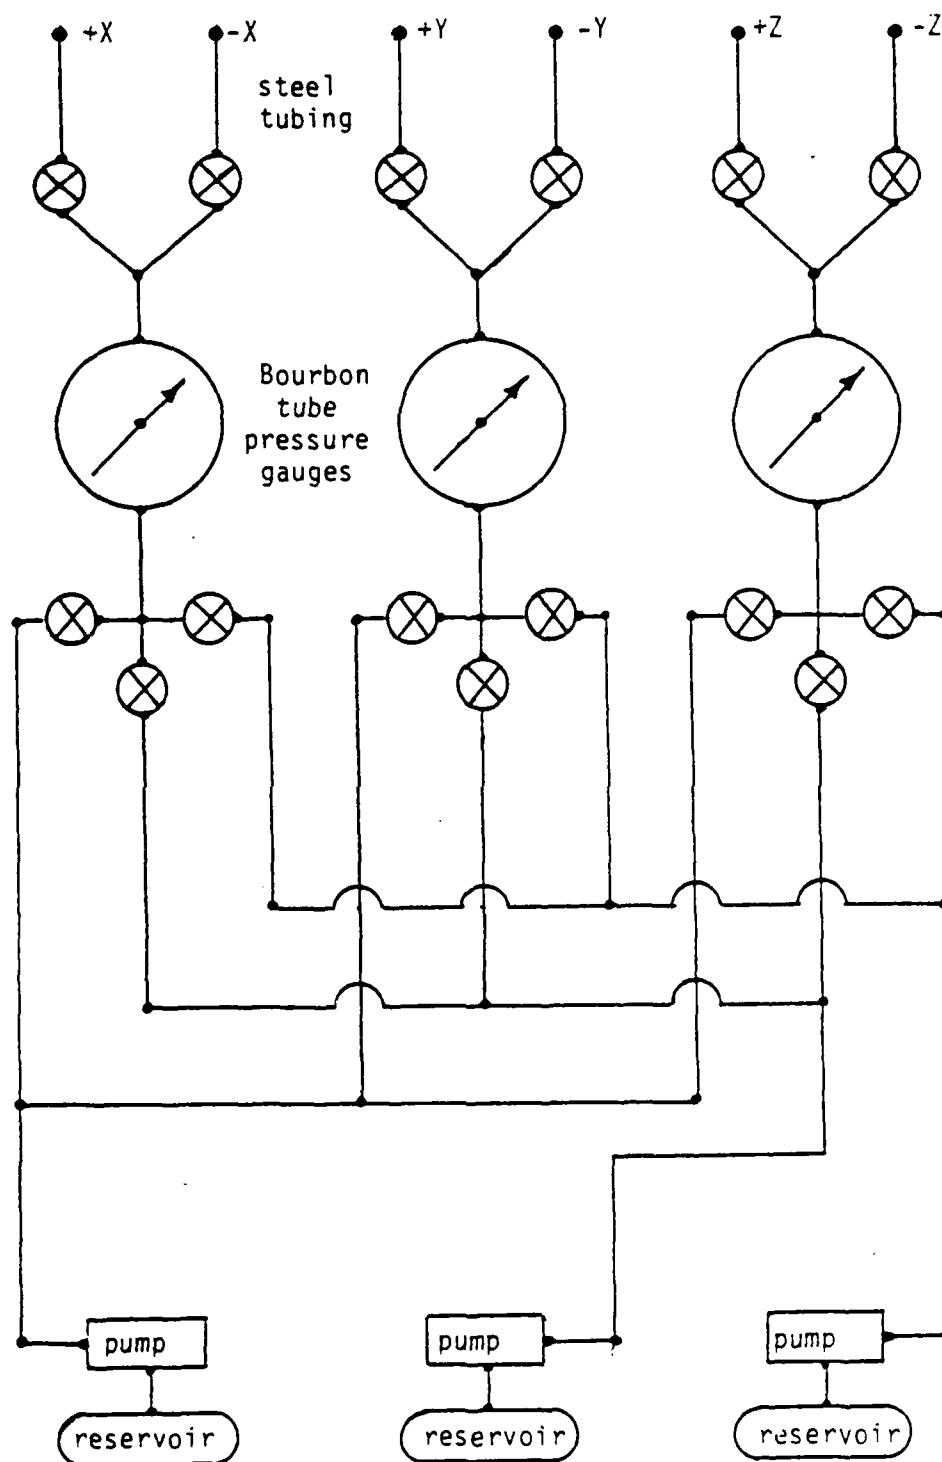 +X -X +Y -Y +Z -Z
steel
tubing
Bourbon
tube
pressure
gauges
pump pump pump
reservoir reservoir reservoir